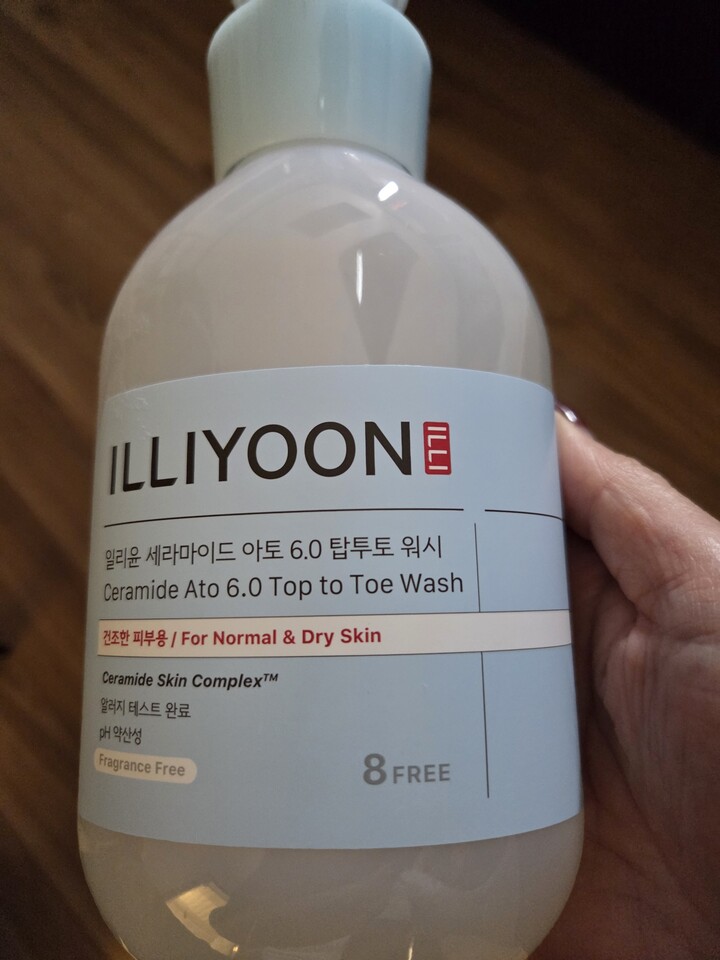 ILLIYOON ILLI
일리윤 세라마이드 아토 6.0 탑투토 워시
Ceramide Ato 6.0 Top to Toe Wash
건조한 피부용 / For Normal & Dry Skin
Ceramide Skin Complex™
알러지 테스트 완료
pH 약산성
Fragrance Free
8 FREE